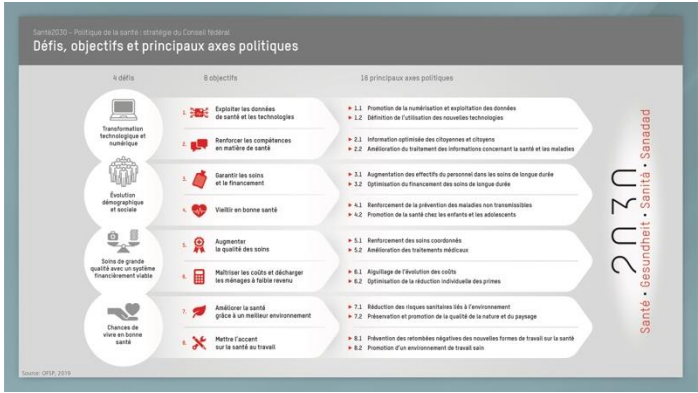 Santé2030 – Politique de la santé : stratégie du Conseil fédéral
Défis, objectifs et principaux axes politiques
4 défis
8 objectifs
16 principaux axes politiques
Transformation
technologique et
numérique
1. Exploiter les données
de santé et les technologies
► 1.1 Promotion de la numérisation et exploitation des données
► 1.2 Définition de l'utilisation des nouvelles technologies
2. Renforcer les compétences
en matière de santé
► 2.1 Information optimisée des citoyennes et citoyens
► 2.2 Amélioration du traitement des informations concernant la santé et les maladies
Évolution
démographique
et sociale
3. Garantir les soins
et le financement
► 3.1 Augmentation des effectifs du personnel dans les soins de longue durée
► 3.2 Optimisation du financement des soins de longue durée
4. Vieillir en bonne santé
► 4.1 Renforcement de la prévention des maladies non transmissibles
► 4.2 Promotion de la santé chez les enfants et les adolescents
Soins de grande
qualité avec un système
financièrement viable
5. Augmenter
la qualité des soins
► 5.1 Renforcement des soins coordonnés
► 5.2 Amélioration des traitements médicaux
6. Maîtriser les coûts et décharger
les ménages à faible revenu
► 6.1 Aiguillage de l'évolution des coûts
► 6.2 Optimisation de la réduction individuelle des primes
Chances de
vivre en bonne
santé
7. Améliorer la santé
grâce à un meilleur environnement
► 7.1 Réduction des risques sanitaires liés à l'environnement
► 7.2 Préservation et promotion de la qualité de la nature et du paysage
8. Mettre l'accent
sur la santé au travail
► 8.1 Prévention des retombées négatives des nouvelles formes de travail sur la santé
► 8.2 Promotion d'un environnement de travail sain
2030
Santé • Gesundheit • Sanità • Sanadad
Source: OFSP, 2019